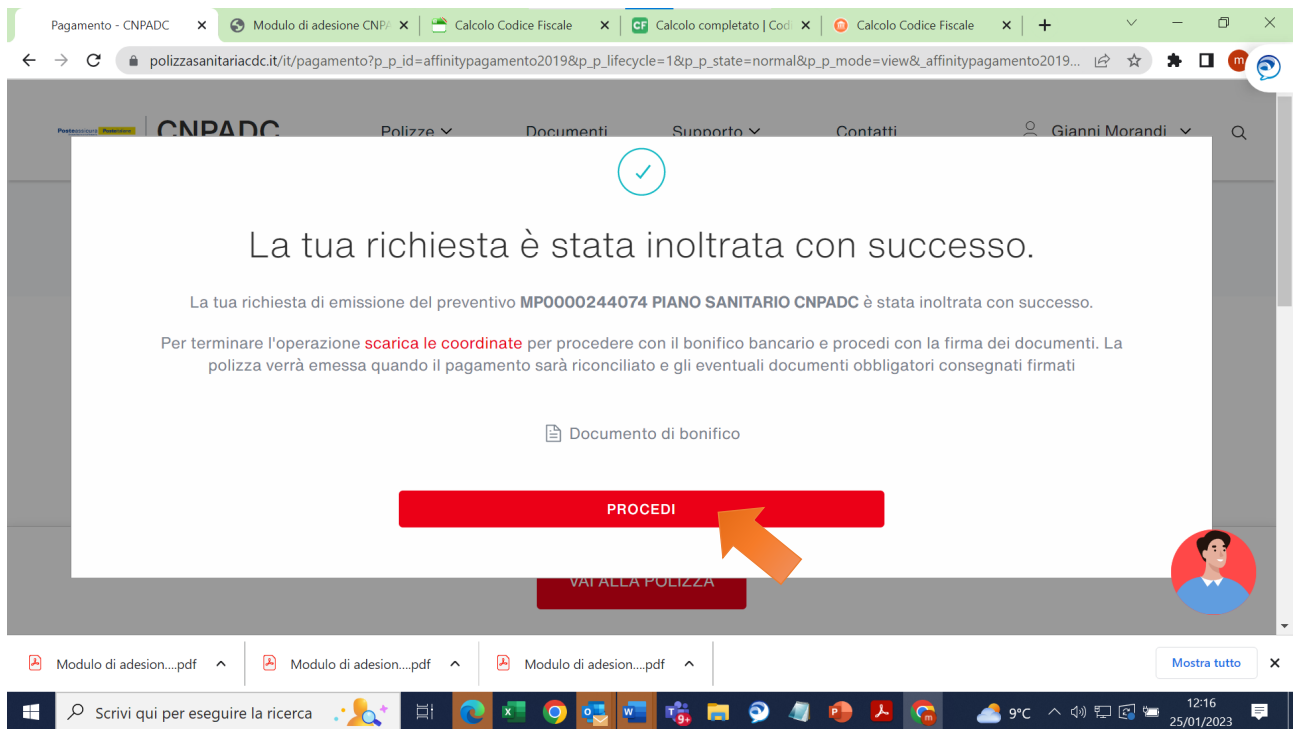 Pagamento - CNPADC
Modulo di adesione CNPA
Calcolo Codice Fiscale
CF Calcolo completato | Codi
Calcolo Codice Fiscale
polizzasanitariacdc.it/it/pagamento?p_p_id=affinitypagamento2019&p_p_lifecycle=1&p_p_state=normal&p_p_mode=view&_affinitypagamento2019...
m
CNPADC
Polizze
Documenti
Supporto
Contatti
Gianni Morandi
La tua richiesta è stata inoltrata con successo.
La tua richiesta di emissione del preventivo MP0000244074 PIANO SANITARIO CNPADC è stata inoltrata con successo.
Per terminare l'operazione scarica le coordinate per procedere con il bonifico bancario e procedi con la firma dei documenti. La
polizza verrà emessa quando il pagamento sarà riconciliato e gli eventuali documenti obbligatori consegnati firmati
Documento di bonifico
PROCEDI
VAI ALLA POLIZZA
Modulo di adesion....pdf
Modulo di adesion....pdf
Modulo di adesion....pdf
Mostra tutto
Scrivi qui per eseguire la ricerca
9+
9°C
12:16
25/01/2023